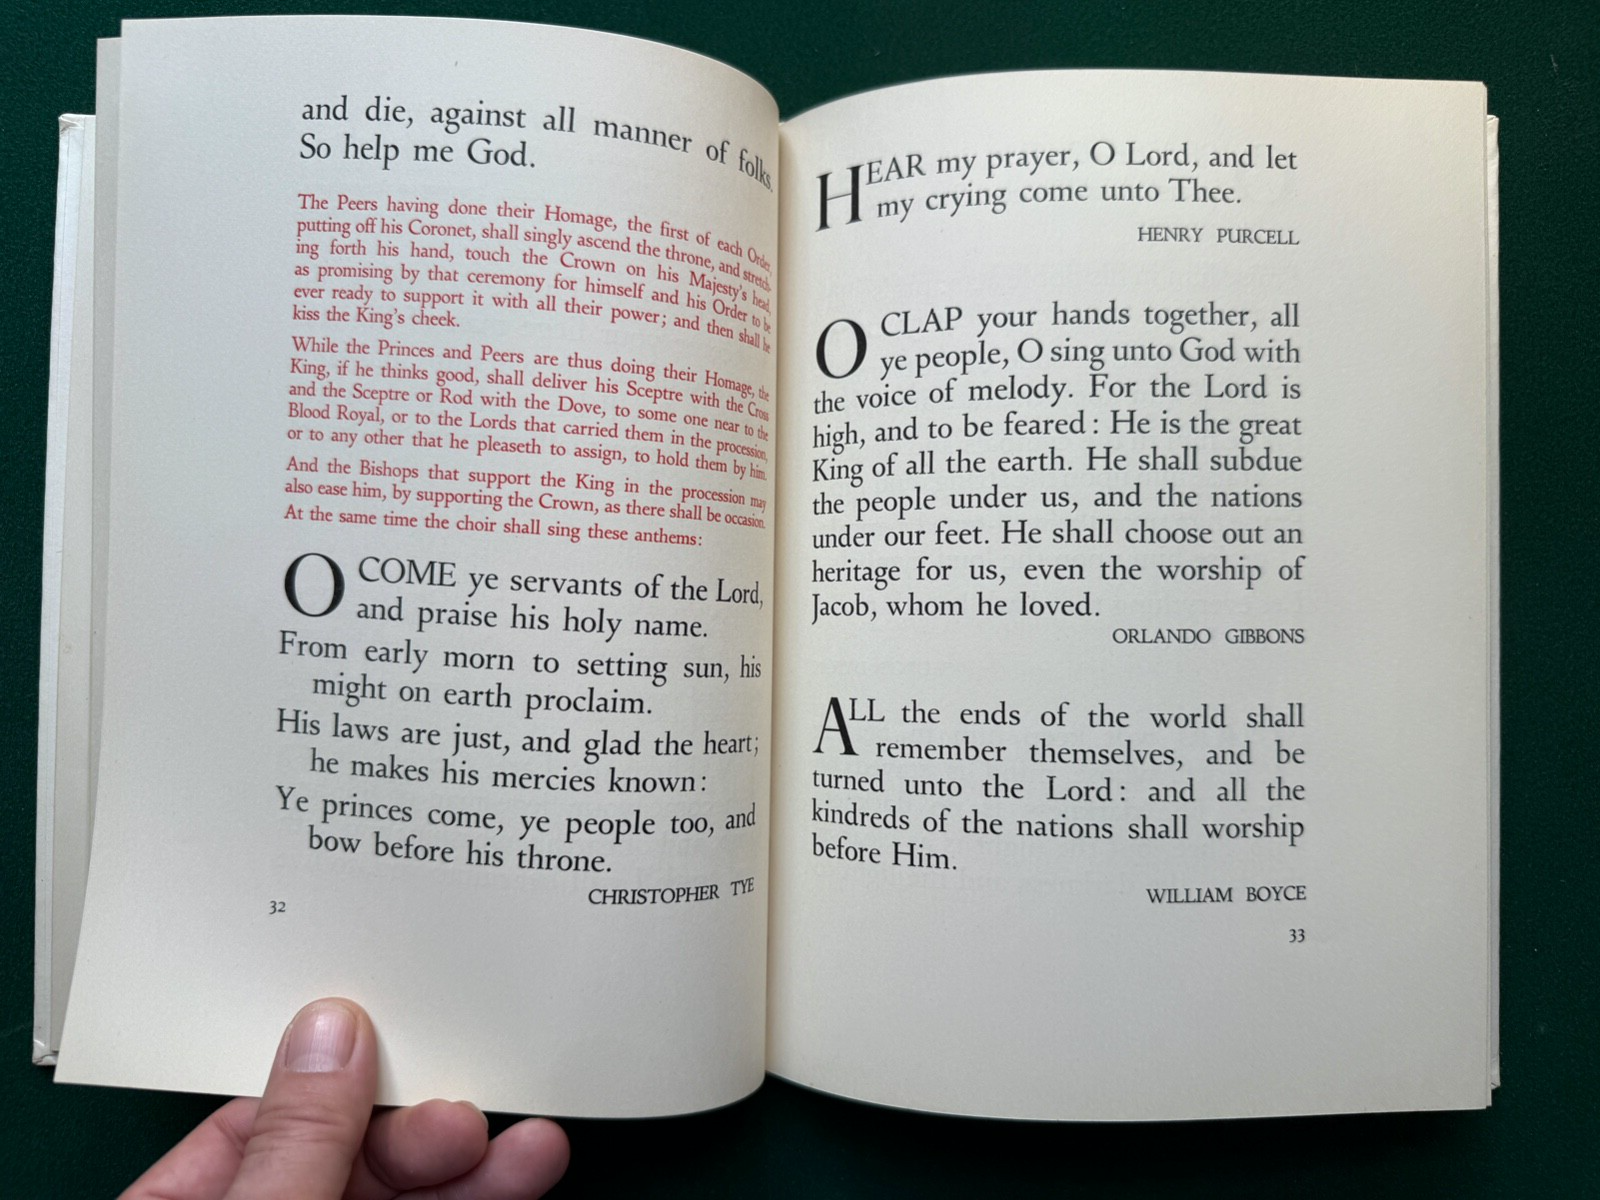 and die, against all manner of folks.
So help me God.
The Peers having done their Homage, the first of each Order,
putting off his Coronet, shall singly ascend the throne, and stretch-
ing forth his hand, touch the Crown on his Majesty's head,
as promising by that ceremony for himself and his Order to be
ever ready to support it with all their power; and then shall he
kiss the King's cheek.
While the Princes and Peers are thus doing their Homage, the
King, if he thinks good, shall deliver his Sceptre with the Cross
and the Sceptre or Rod with the Dove, to some one near to the
Blood Royal, or to the Lords that carried them in the procession,
or to any other that he pleaseth to assign, to hold them by him.
And the Bishops that support the King in the procession may
also ease him, by supporting the Crown, as there shall be occasion.
At the same time the choir shall sing these anthems:
O COME ye servants of the Lord,
and praise his holy name.
From early morn to setting sun, his
might on earth proclaim.
His laws are just, and glad the heart;
he makes his mercies known:
Ye princes come, ye people too, and
bow before his throne.
CHRISTOPHER TYE
32
HEAR my prayer, O Lord, and let
my crying come unto Thee.
HENRY PURCELL
O CLAP your hands together, all
ye people, O sing unto God with
the voice of melody. For the Lord is
high, and to be feared: He is the great
King of all the earth. He shall subdue
the people under us, and the nations
under our feet. He shall choose out an
heritage for us, even the worship of
Jacob, whom he loved.
ORLANDO GIBBONS
ALL the ends of the world shall
remember themselves, and be
turned unto the Lord: and all the
kindreds of the nations shall worship
before Him.
WILLIAM BOYCE
33